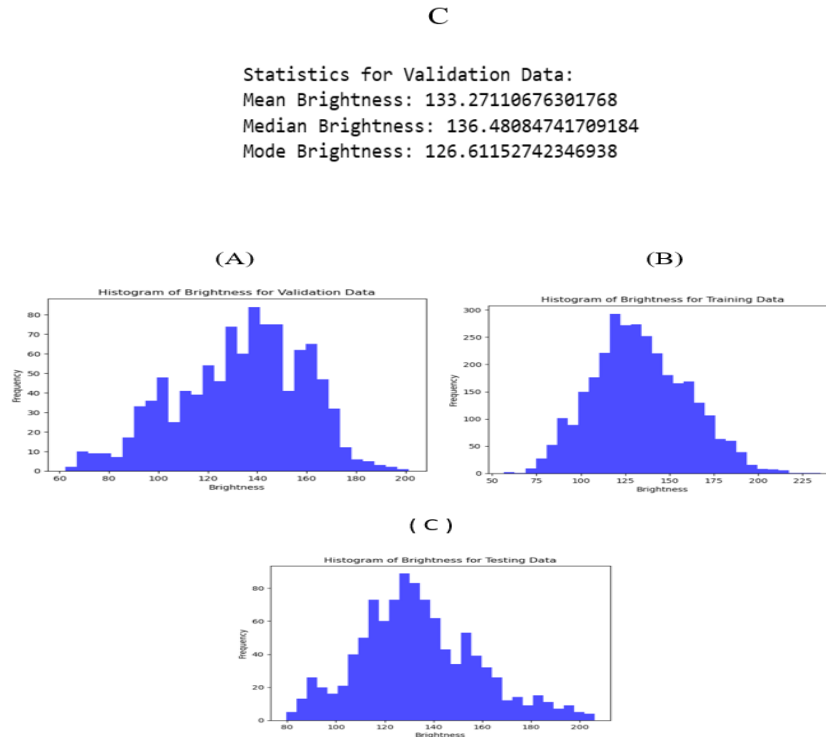 C
Statistics for Validation Data:
Mean Brightness: 133.27110676301768
Median Brightness: 136.48084741709184
Mode Brightness: 126.61152742346938
(A)
Histogram of Brightness for Validation Data
Frequency
80
70
60
50
40
30
20
10
0
60 80 100 120 140 160 180 200
Brightness
(B)
Histogram of Brightness for Training Data
Frequency
300
250
200
150
100
50
0
50 75 100 125 150 175 200 225
Brightness
( C )
Histogram of Brightness for Testing Data
Frequency
80
60
40
20
0
80 100 120 140 160 180 200
Brightness